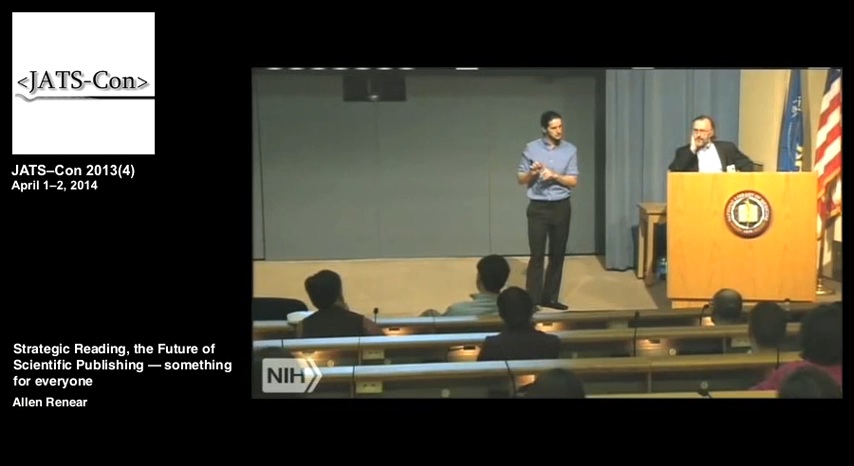 <JATS-Con>
JATS–Con 2013(4)
April 1–2, 2014
Strategic Reading, the Future of
Scientific Publishing — something
for everyone
Allen Renear
NIH